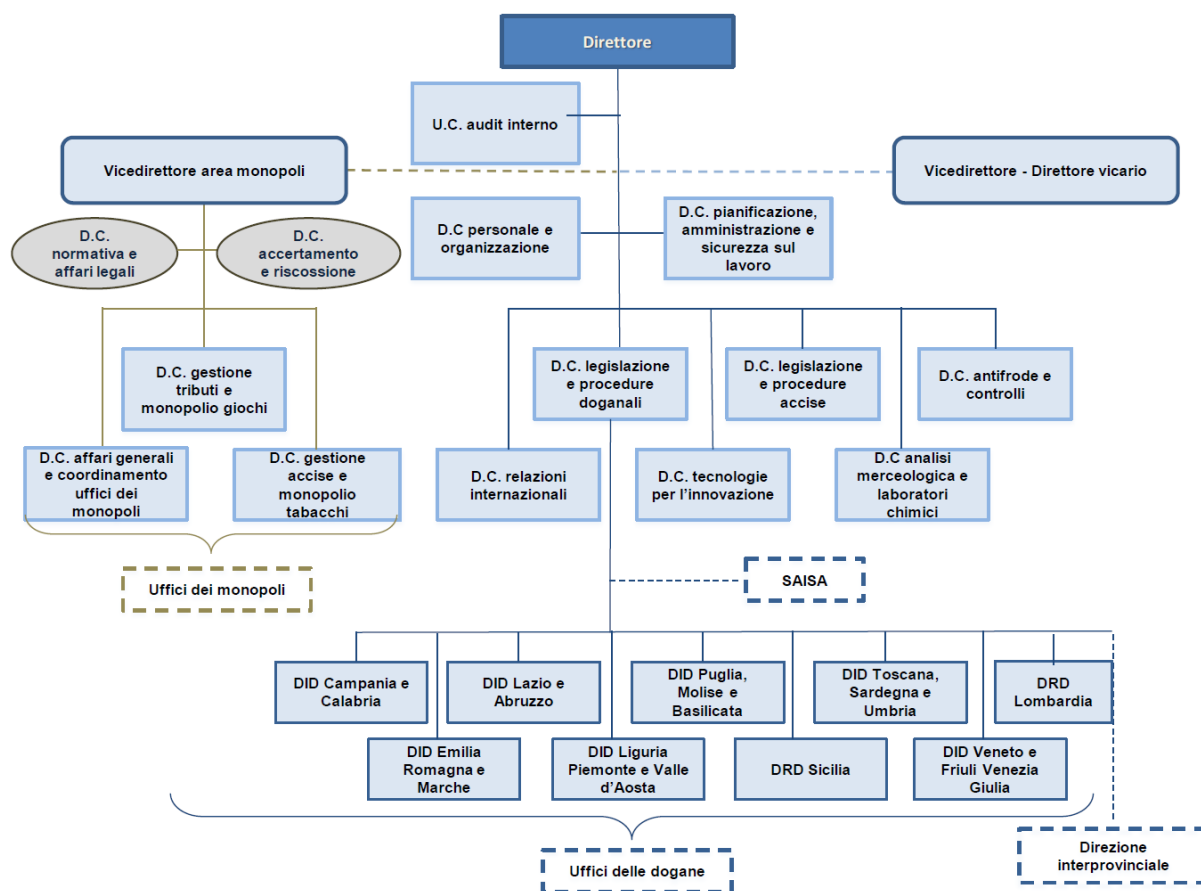 Direttore
U.C. audit interno
Vicedirettore area monopoli
Vicedirettore - Direttore vicario
D.C.
normativa e
affari legali
D.C.
accertamento
e riscossione
D.C personale e
organizzazione
D.C. pianificazione,
amministrazione e
sicurezza sul
lavoro
D.C. gestione
tributi e
monopolio giochi
D.C. legislazione
e procedure
doganali
D.C. legislazione
e procedure
accise
D.C. antifrode e
controlli
D.C. affari generali
e coordinamento
uffici dei
monopoli
D.C. gestione
accise e
monopolio
tabacchi
D.C. relazioni
internazionali
D.C. tecnologie
per l’innovazione
D.C analisi
merceologica e
laboratori
chimici
Uffici dei monopoli
SAISA
DID Campania e
Calabria
DID Lazio e
Abruzzo
DID Puglia,
Molise e
Basilicata
DID Toscana,
Sardegna e
Umbria
DRD
Lombardia
DID Emilia
Romagna e
Marche
DID Liguria
Piemonte e Valle
d’Aosta
DRD Sicilia
DID Veneto e
Friuli Venezia
Giulia
Uffici delle dogane
Direzione
interprovinciale